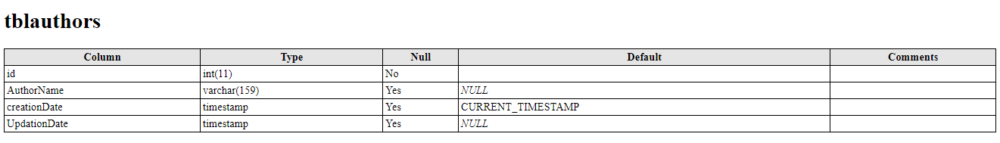 tblauthors
Column Type Null Default Comments
id int(11) No
AuthorName varchar(159) Yes NULL
creationDate timestamp Yes CURRENT_TIMESTAMP
UpdationDate timestamp Yes NULL